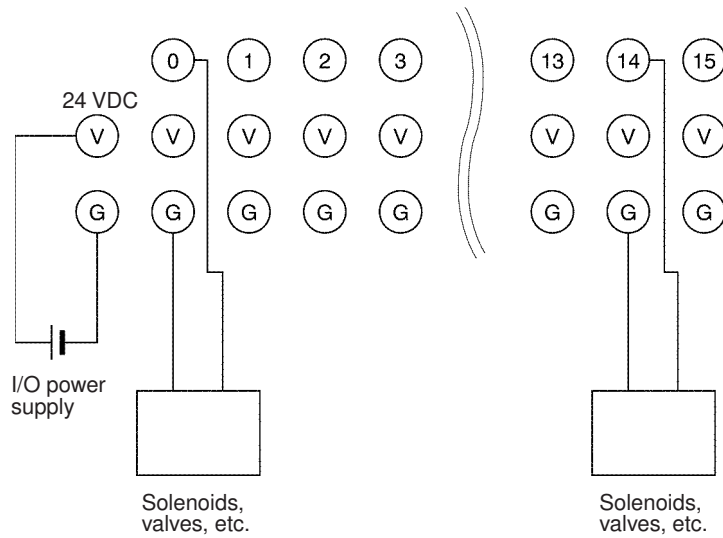 0 1 2 3 13 14 15
24 VDC
V V V V V V V V
G G G G G G G G
I/O power
supply
Solenoids,
valves, etc.
Solenoids,
valves, etc.